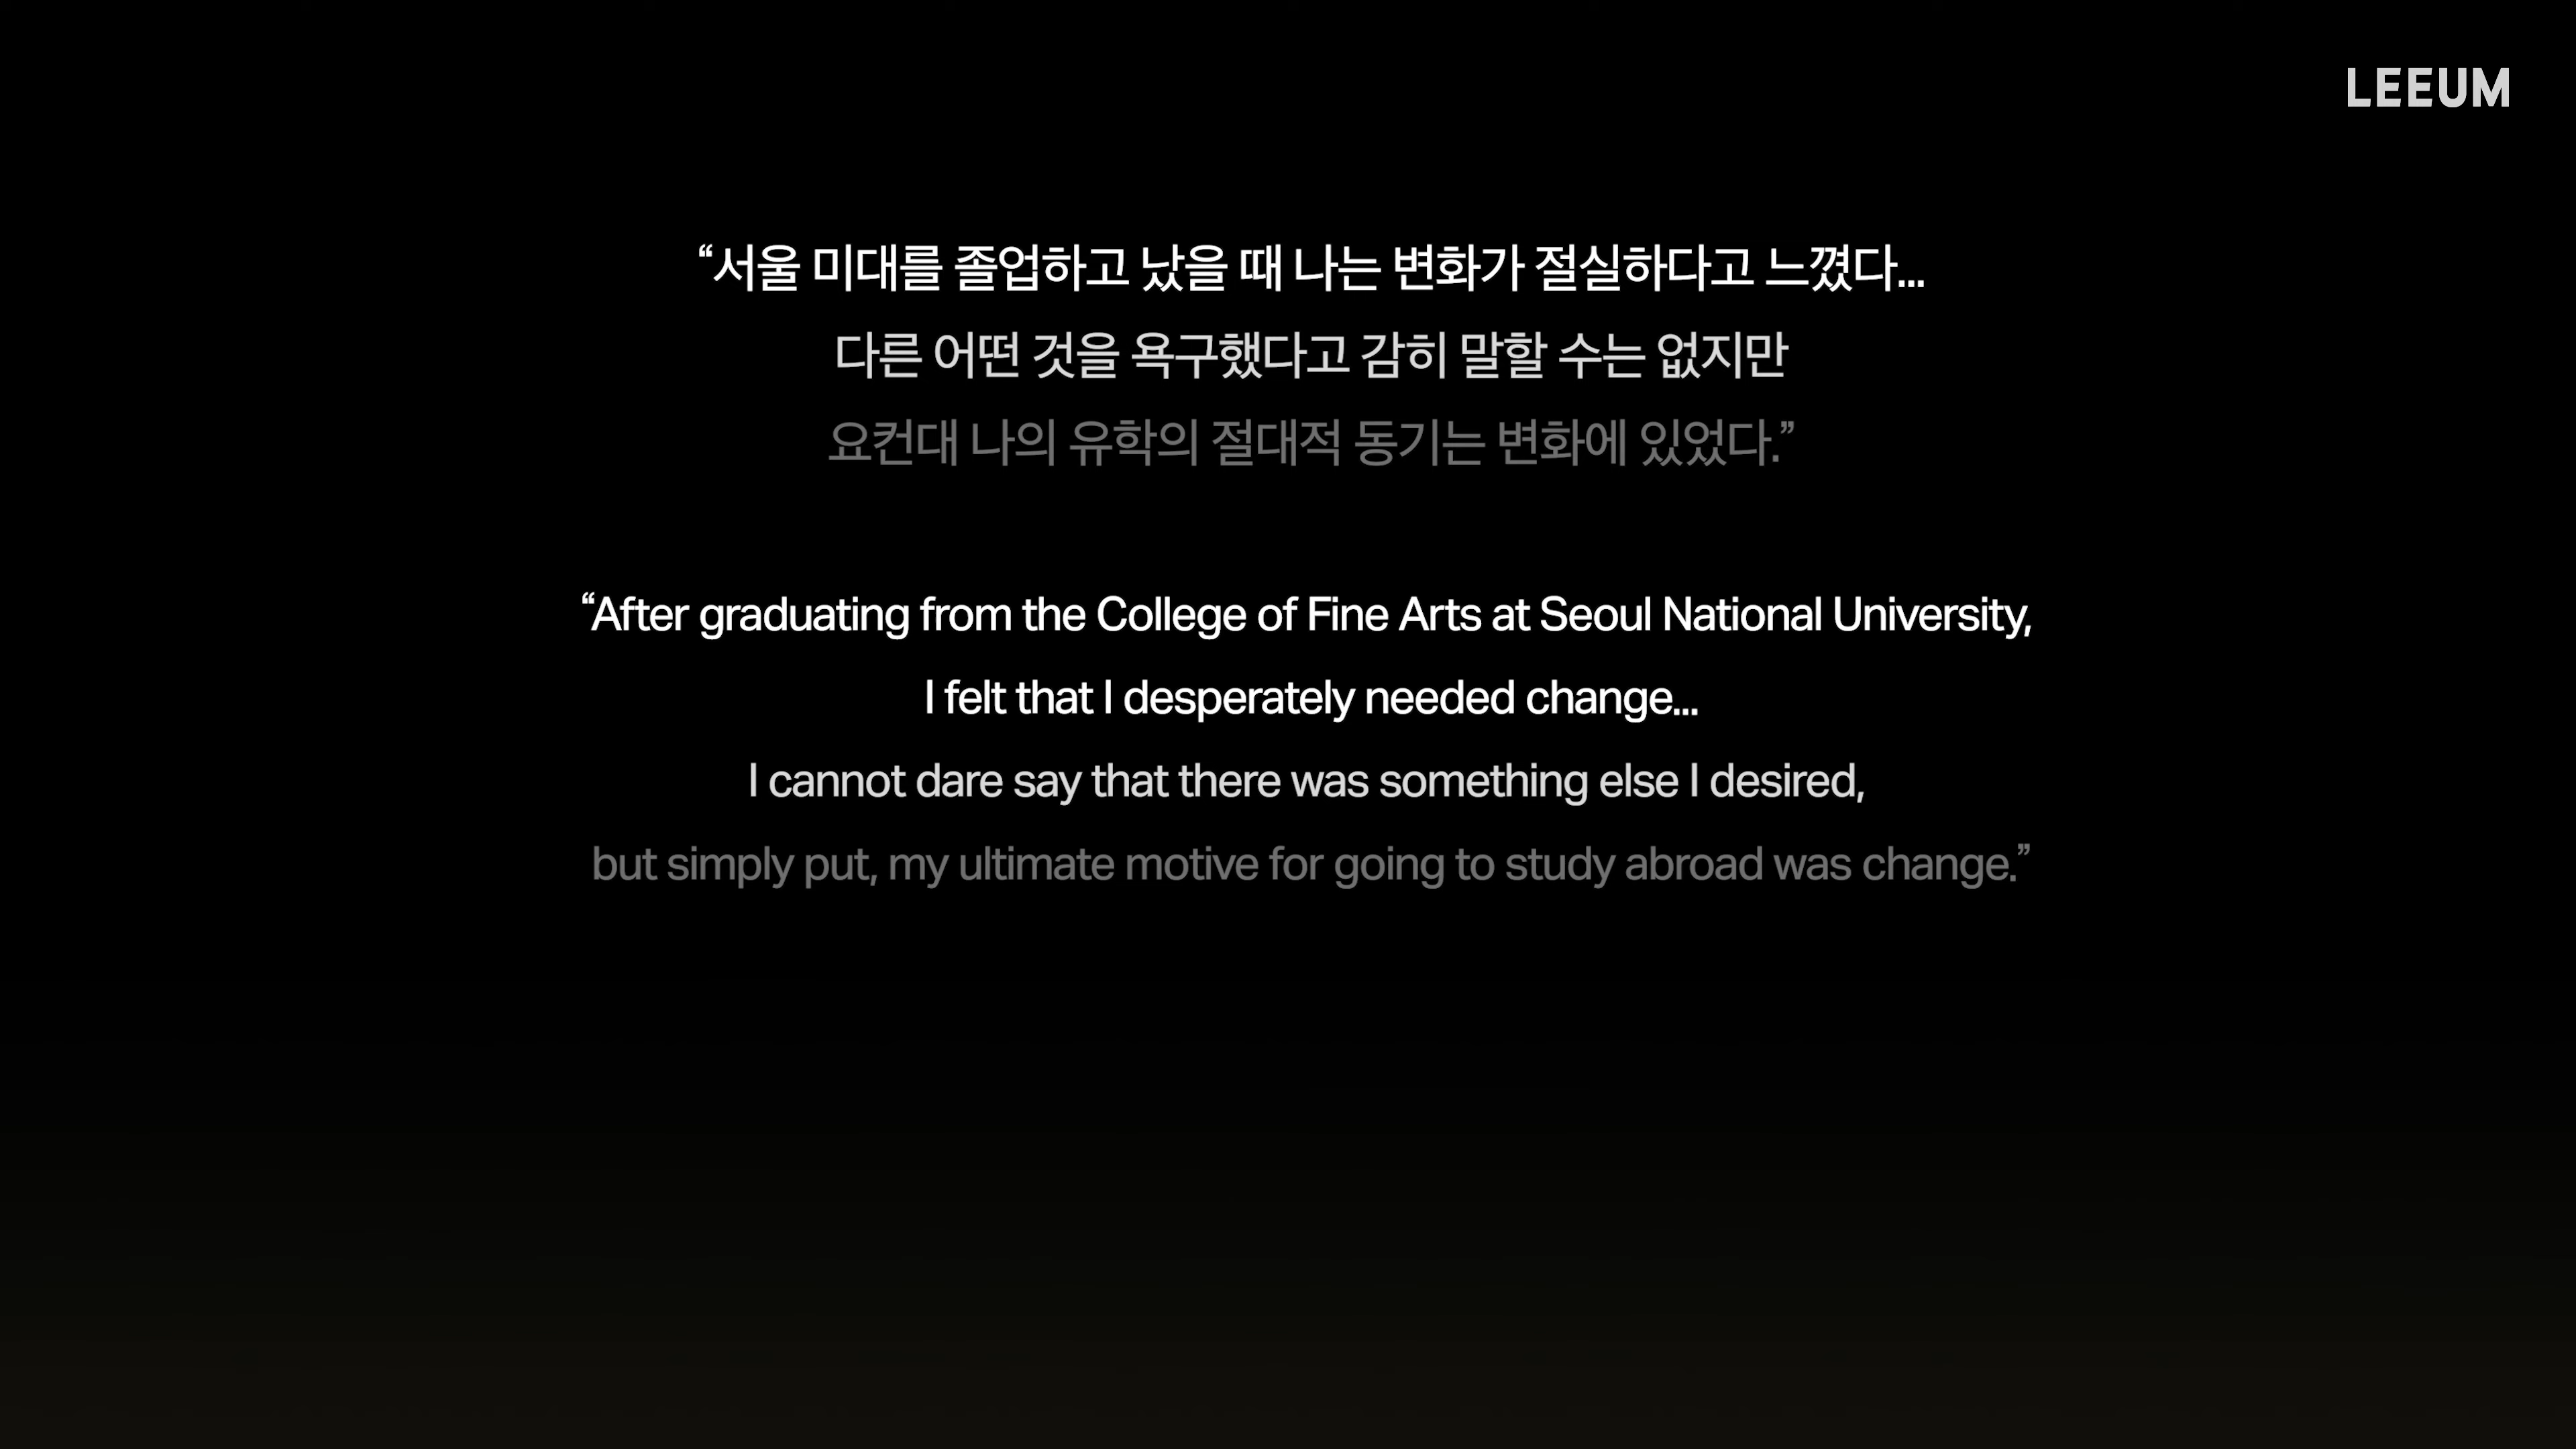 LEEUM
“서울 미대를 졸업하고 났을 때 나는 변화가 절실하다고 느꼈다...
다른 어떤 것을 욕구했다고 감히 말할 수는 없지만
요컨대 나의 유학의 절대적 동기는 변화에 있었다.”
“After graduating from the College of Fine Arts at Seoul National University,
I felt that I desperately needed change...
I cannot dare say that there was something else I desired,
but simply put, my ultimate motive for going to study abroad was change.”